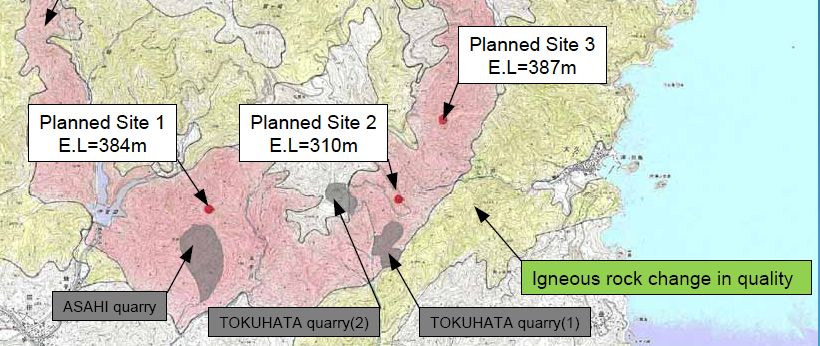 Planned Site 3
E.L=387m
Planned Site 1
E.L=384m
Planned Site 2
E.L=310m
Igneous rock change in quality
ASAHI quarry
TOKUHATA quarry(2)
TOKUHATA quarry(1)